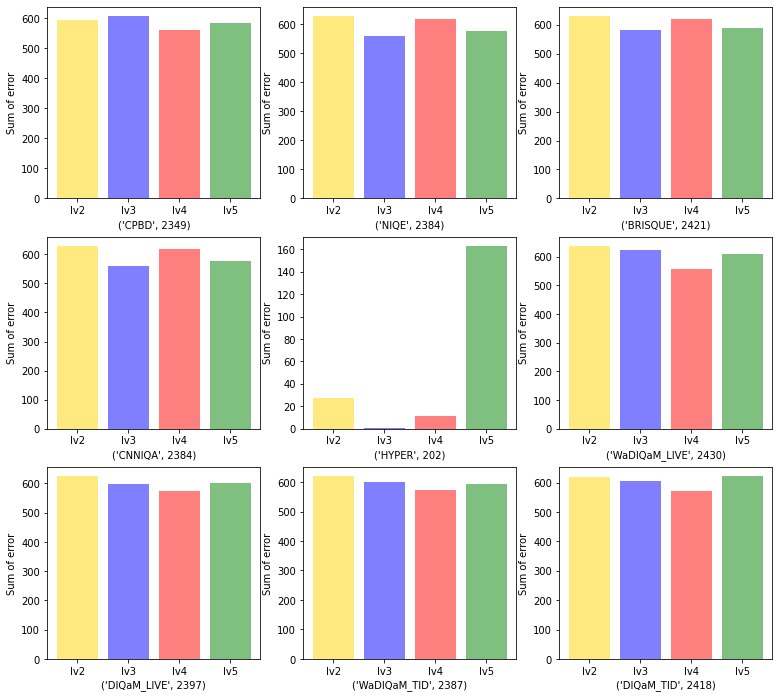 Sum of error
600
500
400
300
200
100
0
lv2 lv3 lv4 lv5
('CPBD', 2349)
Sum of error
600
500
400
300
200
100
0
lv2 lv3 lv4 lv5
('NIQE', 2384)
Sum of error
600
500
400
300
200
100
0
lv2 lv3 lv4 lv5
('BRISQUE', 2421)
Sum of error
600
500
400
300
200
100
0
lv2 lv3 lv4 lv5
('CNNIQA', 2384)
Sum of error
160
140
120
100
80
60
40
20
0
lv2 lv3 lv4 lv5
('HYPER', 202)
Sum of error
600
500
400
300
200
100
0
lv2 lv3 lv4 lv5
('WaDIQaM_LIVE', 2430)
Sum of error
600
500
400
300
200
100
0
lv2 lv3 lv4 lv5
('DIQaM_LIVE', 2397)
Sum of error
600
500
400
300
200
100
0
lv2 lv3 lv4 lv5
('WaDIQaM_TID', 2387)
Sum of error
600
500
400
300
200
100
0
lv2 lv3 lv4 lv5
('DIQaM_TID', 2418)